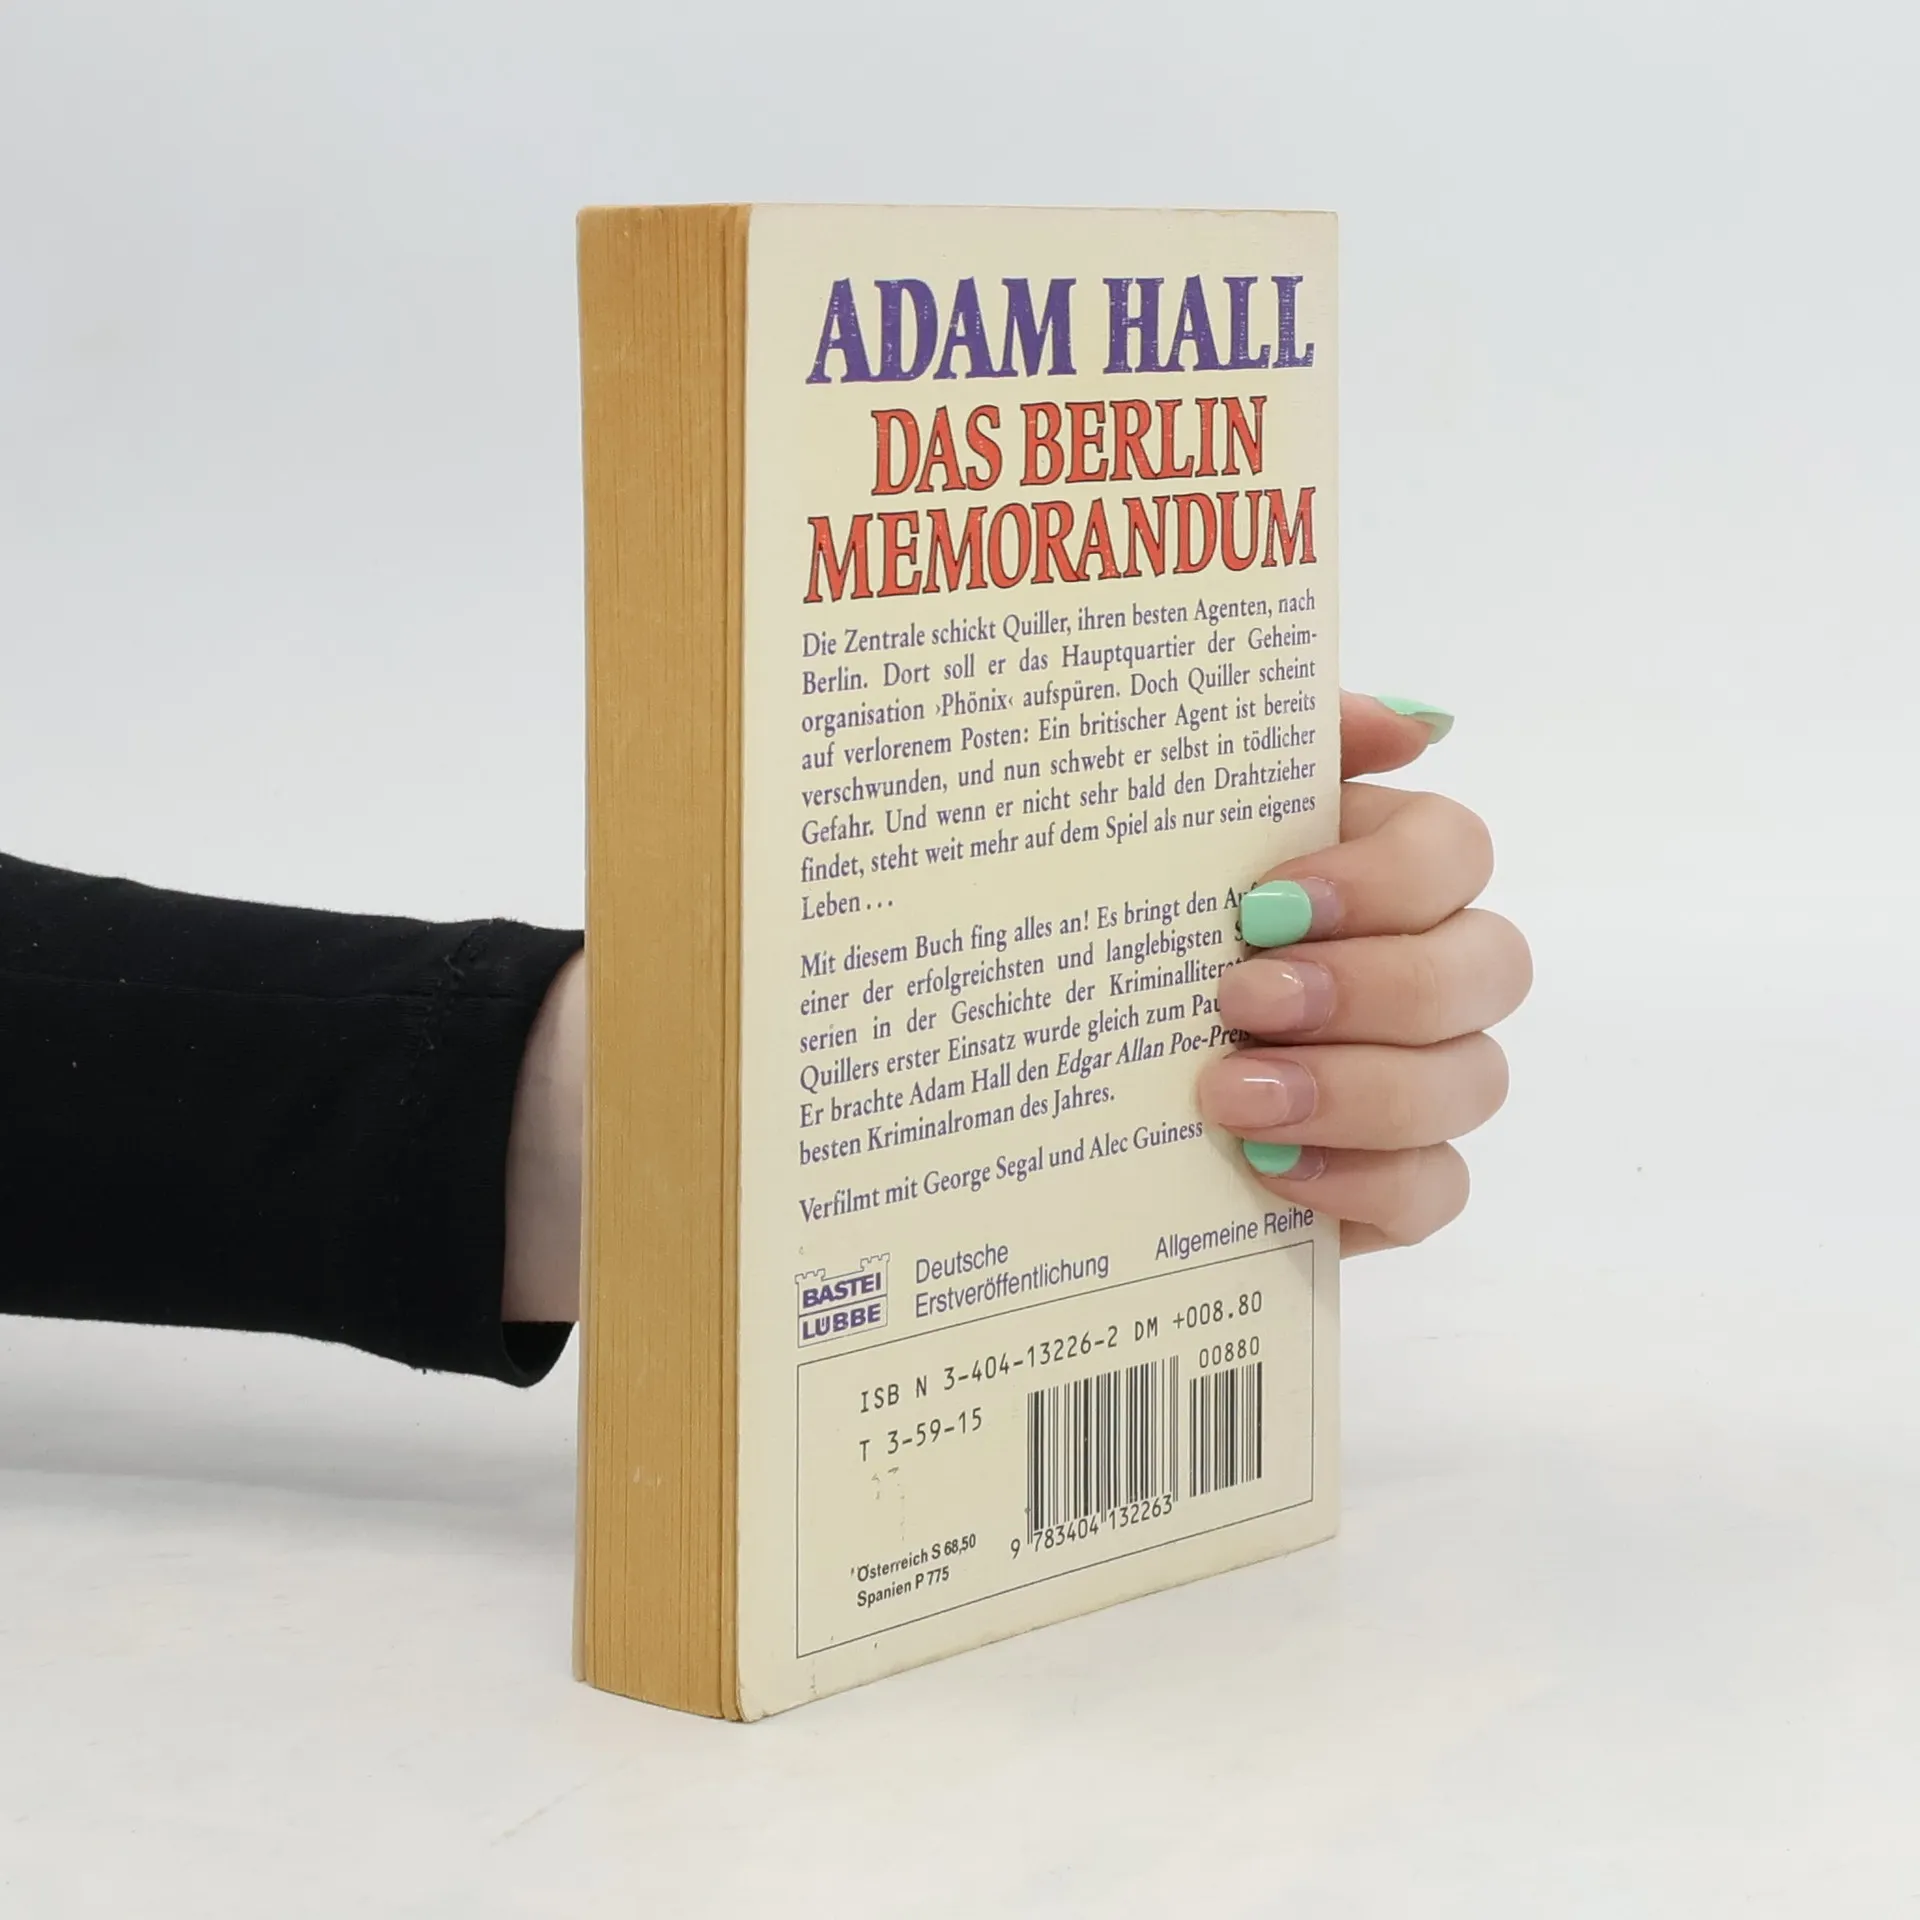 ADAM HALL
DAS BERLIN
MEMORANDUM
Die Zentrale schickt Quiller, ihren besten Agenten, nach
Berlin. Dort soll er das Hauptquartier der Geheim-
organisation ›Phönix‹ aufspüren. Doch Quiller scheint
auf verlorenem Posten: Ein britischer Agent ist bereits
verschwunden, und nun schwebt er selbst in tödlicher
Gefahr. Und wenn er nicht sehr bald den Drahtzieher
findet, steht weit mehr auf dem Spiel als nur sein eigenes
Leben...
Mit diesem Buch fing alles an! Es bringt den
einer der erfolgreichsten und langlebigsten
serien in der Geschichte der
Quillers erster Einsatz wurde gleich zum
Er brachte Adam Hall den Edgar Allan Poe-Preis
besten Kriminalroman des Jahres.
Verfilmt mit George Segal und Alec Guiness
BASTEI
LÜBBE
Deutsche
Erstveröffentlichung
Allgemeine Reihe
ISB N 3-404-13226-2 DM +008.80
T 3-59-15
00880
9 783404 132263
Österreich S 68,50
Spanien P 775